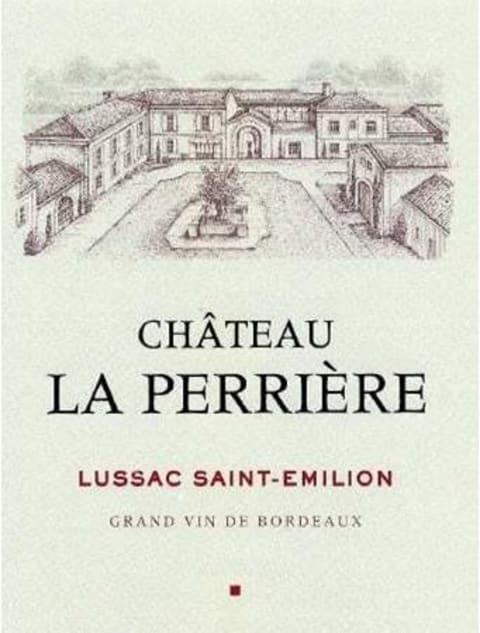 CHÂTEAU
LA PERRIÈRE
LUSSAC SAINT-EMILION
GRAND VIN DE BORDEAUX